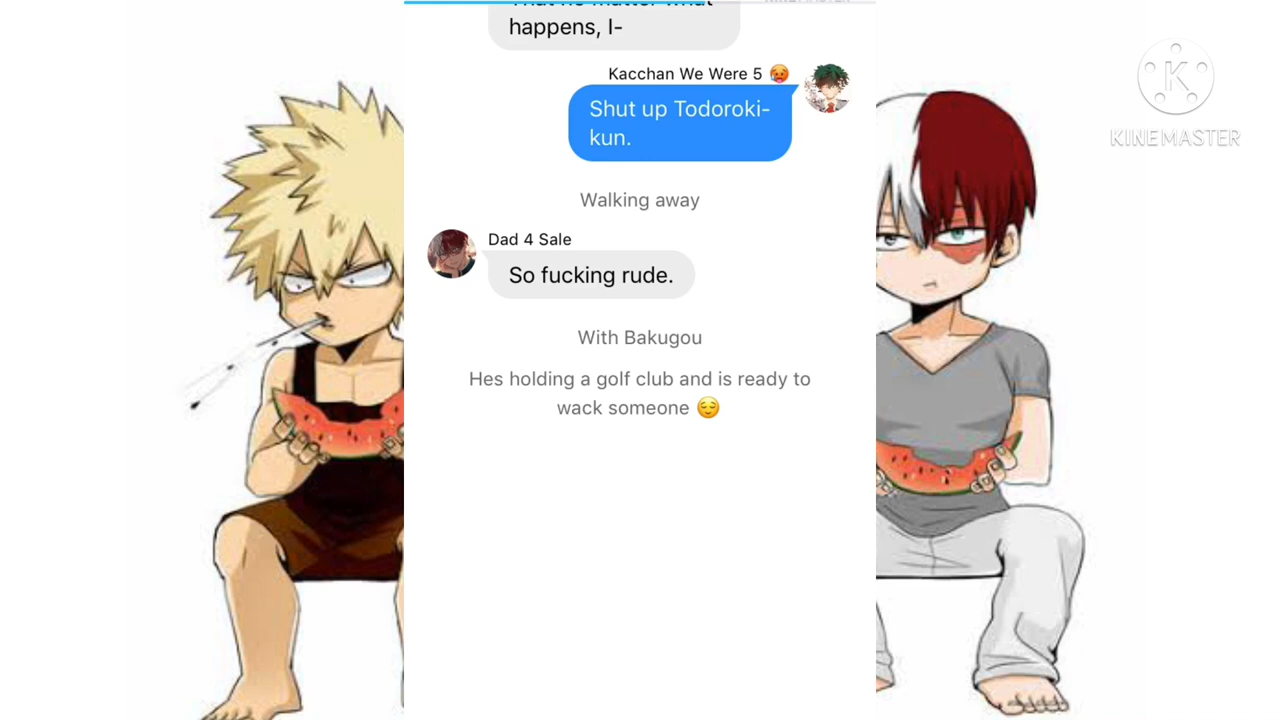 happens, I-
Kacchan We Were 5 🥵
Shut up Todoroki-
kun.
Walking away
Dad 4 Sale
So fucking rude.
With Bakugou
Hes holding a golf club and is ready to
wack someone 😌
K
KINEMASTER